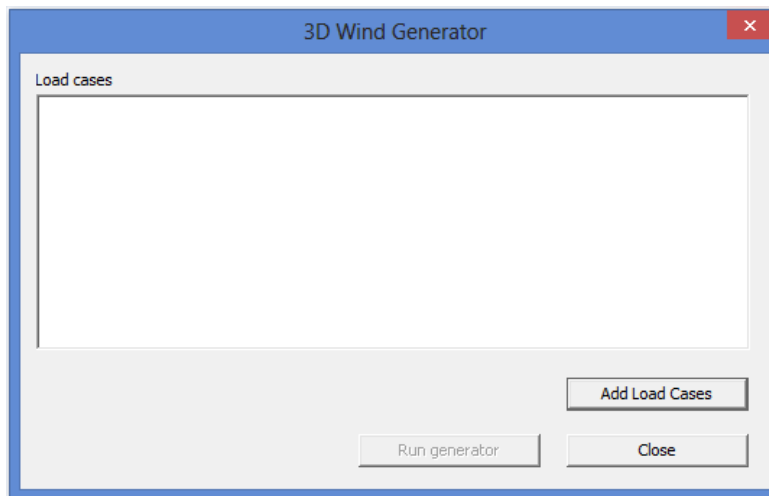 3D Wind Generator
Load cases
Add Load Cases
Run generator
Close